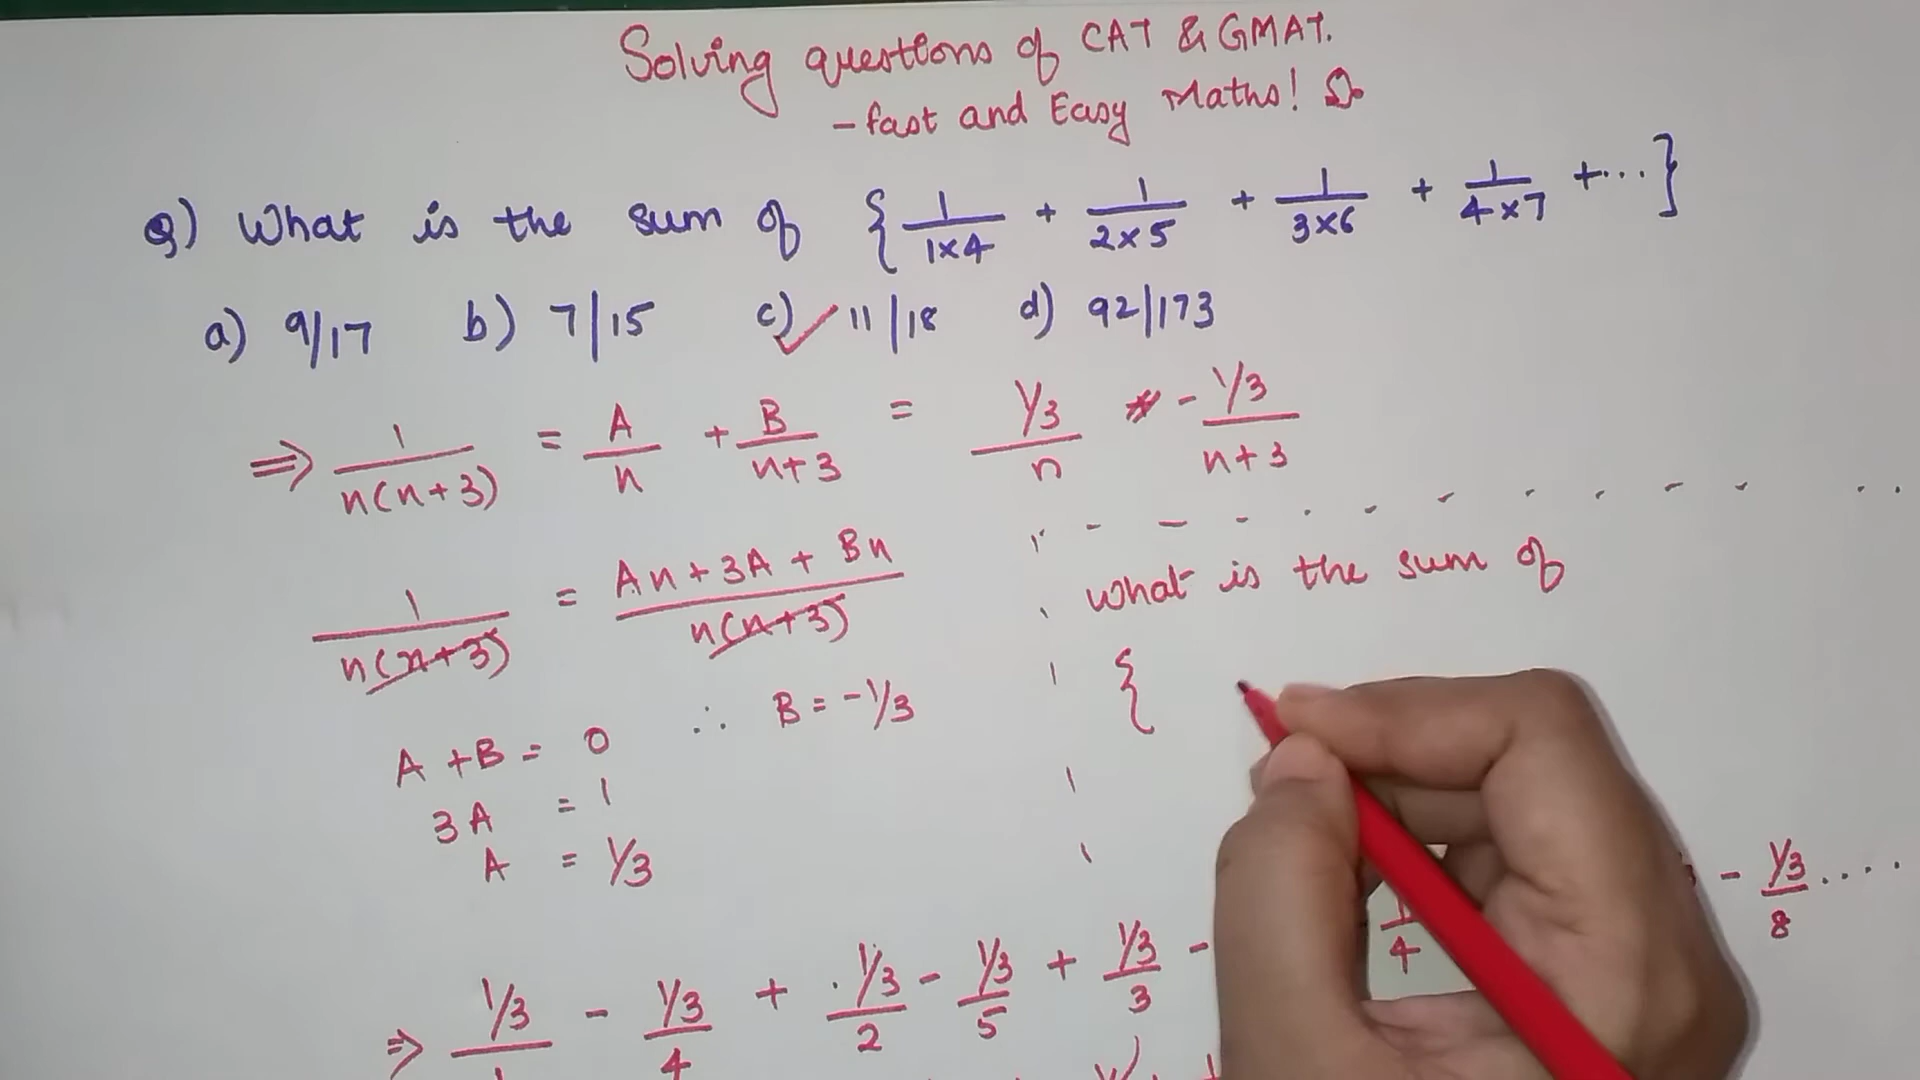 Solving questions of CAT & GMAT.
- fast and Easy Maths!
Q) What is the sum of { 1/1×4 + 1/2×5 + 1/3×6 + 1/4×7 +... }
a) 9/17 b) 7/15 c) ✓ 11/18 d) 92/173
⇒ 1/n(n+3) = A/n + B/n+3 = 1/3/n - 1/3/n+3
1/n(n+3) = An+3A+Bn/n(n+3)
what is the sum of
{
A+B = 0 ∴ B = -1/3
3A = 1
A = 1/3
⇒ 1/3/1 - 1/3/4 + 1/3/2 - 1/3/5 + 1/3/3 - 1/4 - 1/3/8 ....